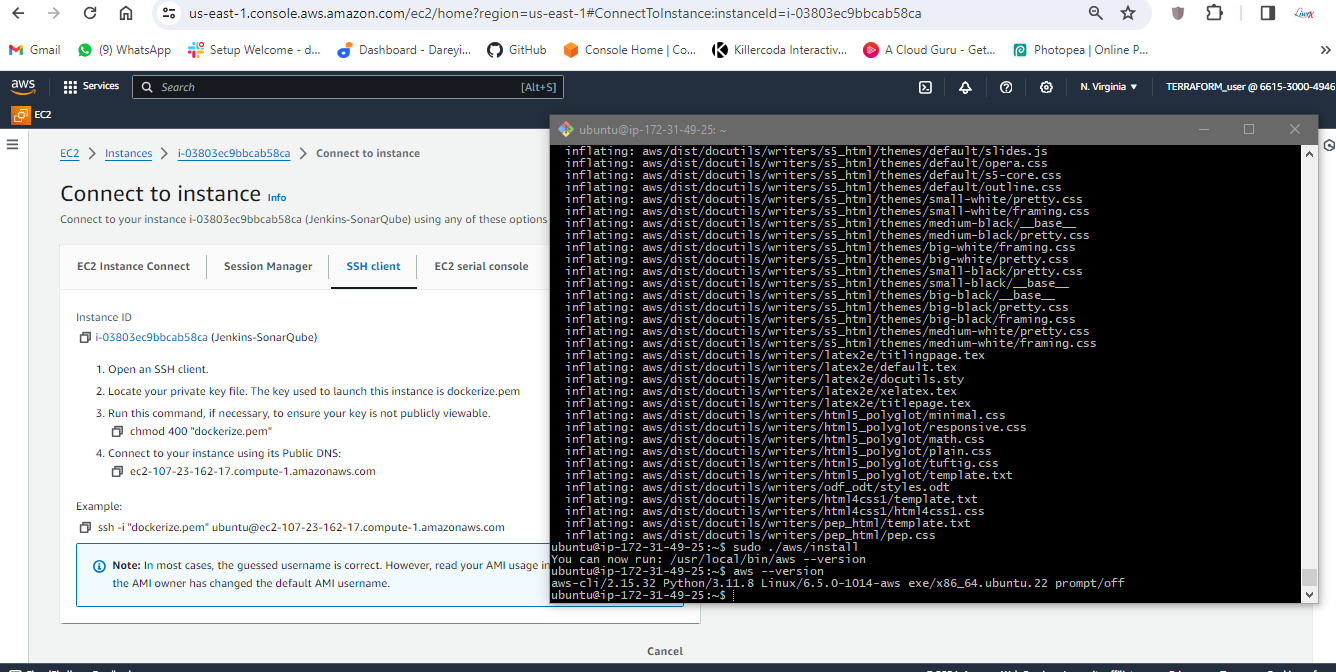 us-east-1.console.aws.amazon.com/ec2/home?region=us-east-1#ConnectToInstance:instanceId=i-03803ec9bbcab58ca
Gmail
(9) WhatsApp
Setup Welcome - d...
Dashboard - Dareyi...
GitHub
Console Home | Co...
Killercoda Interactiv...
A Cloud Guru - Get...
Photopea | Online P...
aws
Services
Search
[Alt+S]
N. Virginia
TERRAFORM_user @ 6615-3000-4946
EC2
EC2 > Instances > i-03803ec9bbcab58ca > Connect to instance
Connect to instance Info
Connect to your instance i-03803ec9bbcab58ca (Jenkins-SonarQube) using any of these options
EC2 Instance Connect
Session Manager
SSH client
EC2 serial console
Instance ID
i-03803ec9bbcab58ca (Jenkins-SonarQube)
1. Open an SSH client.
2. Locate your private key file. The key used to launch this instance is dockerize.pem
3. Run this command, if necessary, to ensure your key is not publicly viewable.
chmod 400 "dockerize.pem"
4. Connect to your instance using its Public DNS:
ec2-107-23-162-17.compute-1.amazonaws.com
Example:
ssh -i "dockerize.pem" ubuntu@ec2-107-23-162-17.compute-1.amazonaws.com
Note: In most cases, the guessed username is correct. However, read your AMI usage in
the AMI owner has changed the default AMI username.
Cancel
ubuntu@ip-172-31-49-25: ~
inflating: aws/dist/docutils/writers/s5_html/themes/default/slides.js
inflating: aws/dist/docutils/writers/s5_html/themes/default/opera.css
inflating: aws/dist/docutils/writers/s5_html/themes/default/s5-core.css
inflating: aws/dist/docutils/writers/s5_html/themes/default/outline.css
inflating: aws/dist/docutils/writers/s5_html/themes/small-white/pretty.css
inflating: aws/dist/docutils/writers/s5_html/themes/small-white/framing.css
inflating: aws/dist/docutils/writers/s5_html/themes/medium-black/__base__
inflating: aws/dist/docutils/writers/s5_html/themes/medium-black/pretty.css
inflating: aws/dist/docutils/writers/s5_html/themes/big-white/framing.css
inflating: aws/dist/docutils/writers/s5_html/themes/big-white/pretty.css
inflating: aws/dist/docutils/writers/s5_html/themes/small-black/pretty.css
inflating: aws/dist/docutils/writers/s5_html/themes/small-black/__base__
inflating: aws/dist/docutils/writers/s5_html/themes/big-black/__base__
inflating: aws/dist/docutils/writers/s5_html/themes/big-black/pretty.css
inflating: aws/dist/docutils/writers/s5_html/themes/big-black/framing.css
inflating: aws/dist/docutils/writers/s5_html/themes/medium-white/pretty.css
inflating: aws/dist/docutils/writers/s5_html/themes/medium-white/framing.css
inflating: aws/dist/docutils/writers/latex2e/titlingpage.tex
inflating: aws/dist/docutils/writers/latex2e/default.tex
inflating: aws/dist/docutils/writers/latex2e/docutils.sty
inflating: aws/dist/docutils/writers/latex2e/xelatex.tex
inflating: aws/dist/docutils/writers/latex2e/titlepage.tex
inflating: aws/dist/docutils/writers/html5_polyglot/minimal.css
inflating: aws/dist/docutils/writers/html5_polyglot/responsive.css
inflating: aws/dist/docutils/writers/html5_polyglot/math.css
inflating: aws/dist/docutils/writers/html5_polyglot/plain.css
inflating: aws/dist/docutils/writers/html5_polyglot/tuftig.css
inflating: aws/dist/docutils/writers/html5_polyglot/template.txt
inflating: aws/dist/docutils/writers/odf_odt/styles.odt
inflating: aws/dist/docutils/writers/html4css1/template.txt
inflating: aws/dist/docutils/writers/html4css1/html4css1.css
inflating: aws/dist/docutils/writers/pep_html/template.txt
inflating: aws/dist/docutils/writers/pep_html/pep.css
ubuntu@ip-172-31-49-25:~$ sudo ./aws/install
You can now run: /usr/local/bin/aws --version
ubuntu@ip-172-31-49-25:~$ aws --version
aws-cli/2.15.32 Python/3.11.8 Linux/6.5.0-1014-aws exe/x86_64.ubuntu.22 prompt/off
ubuntu@ip-172-31-49-25:~$